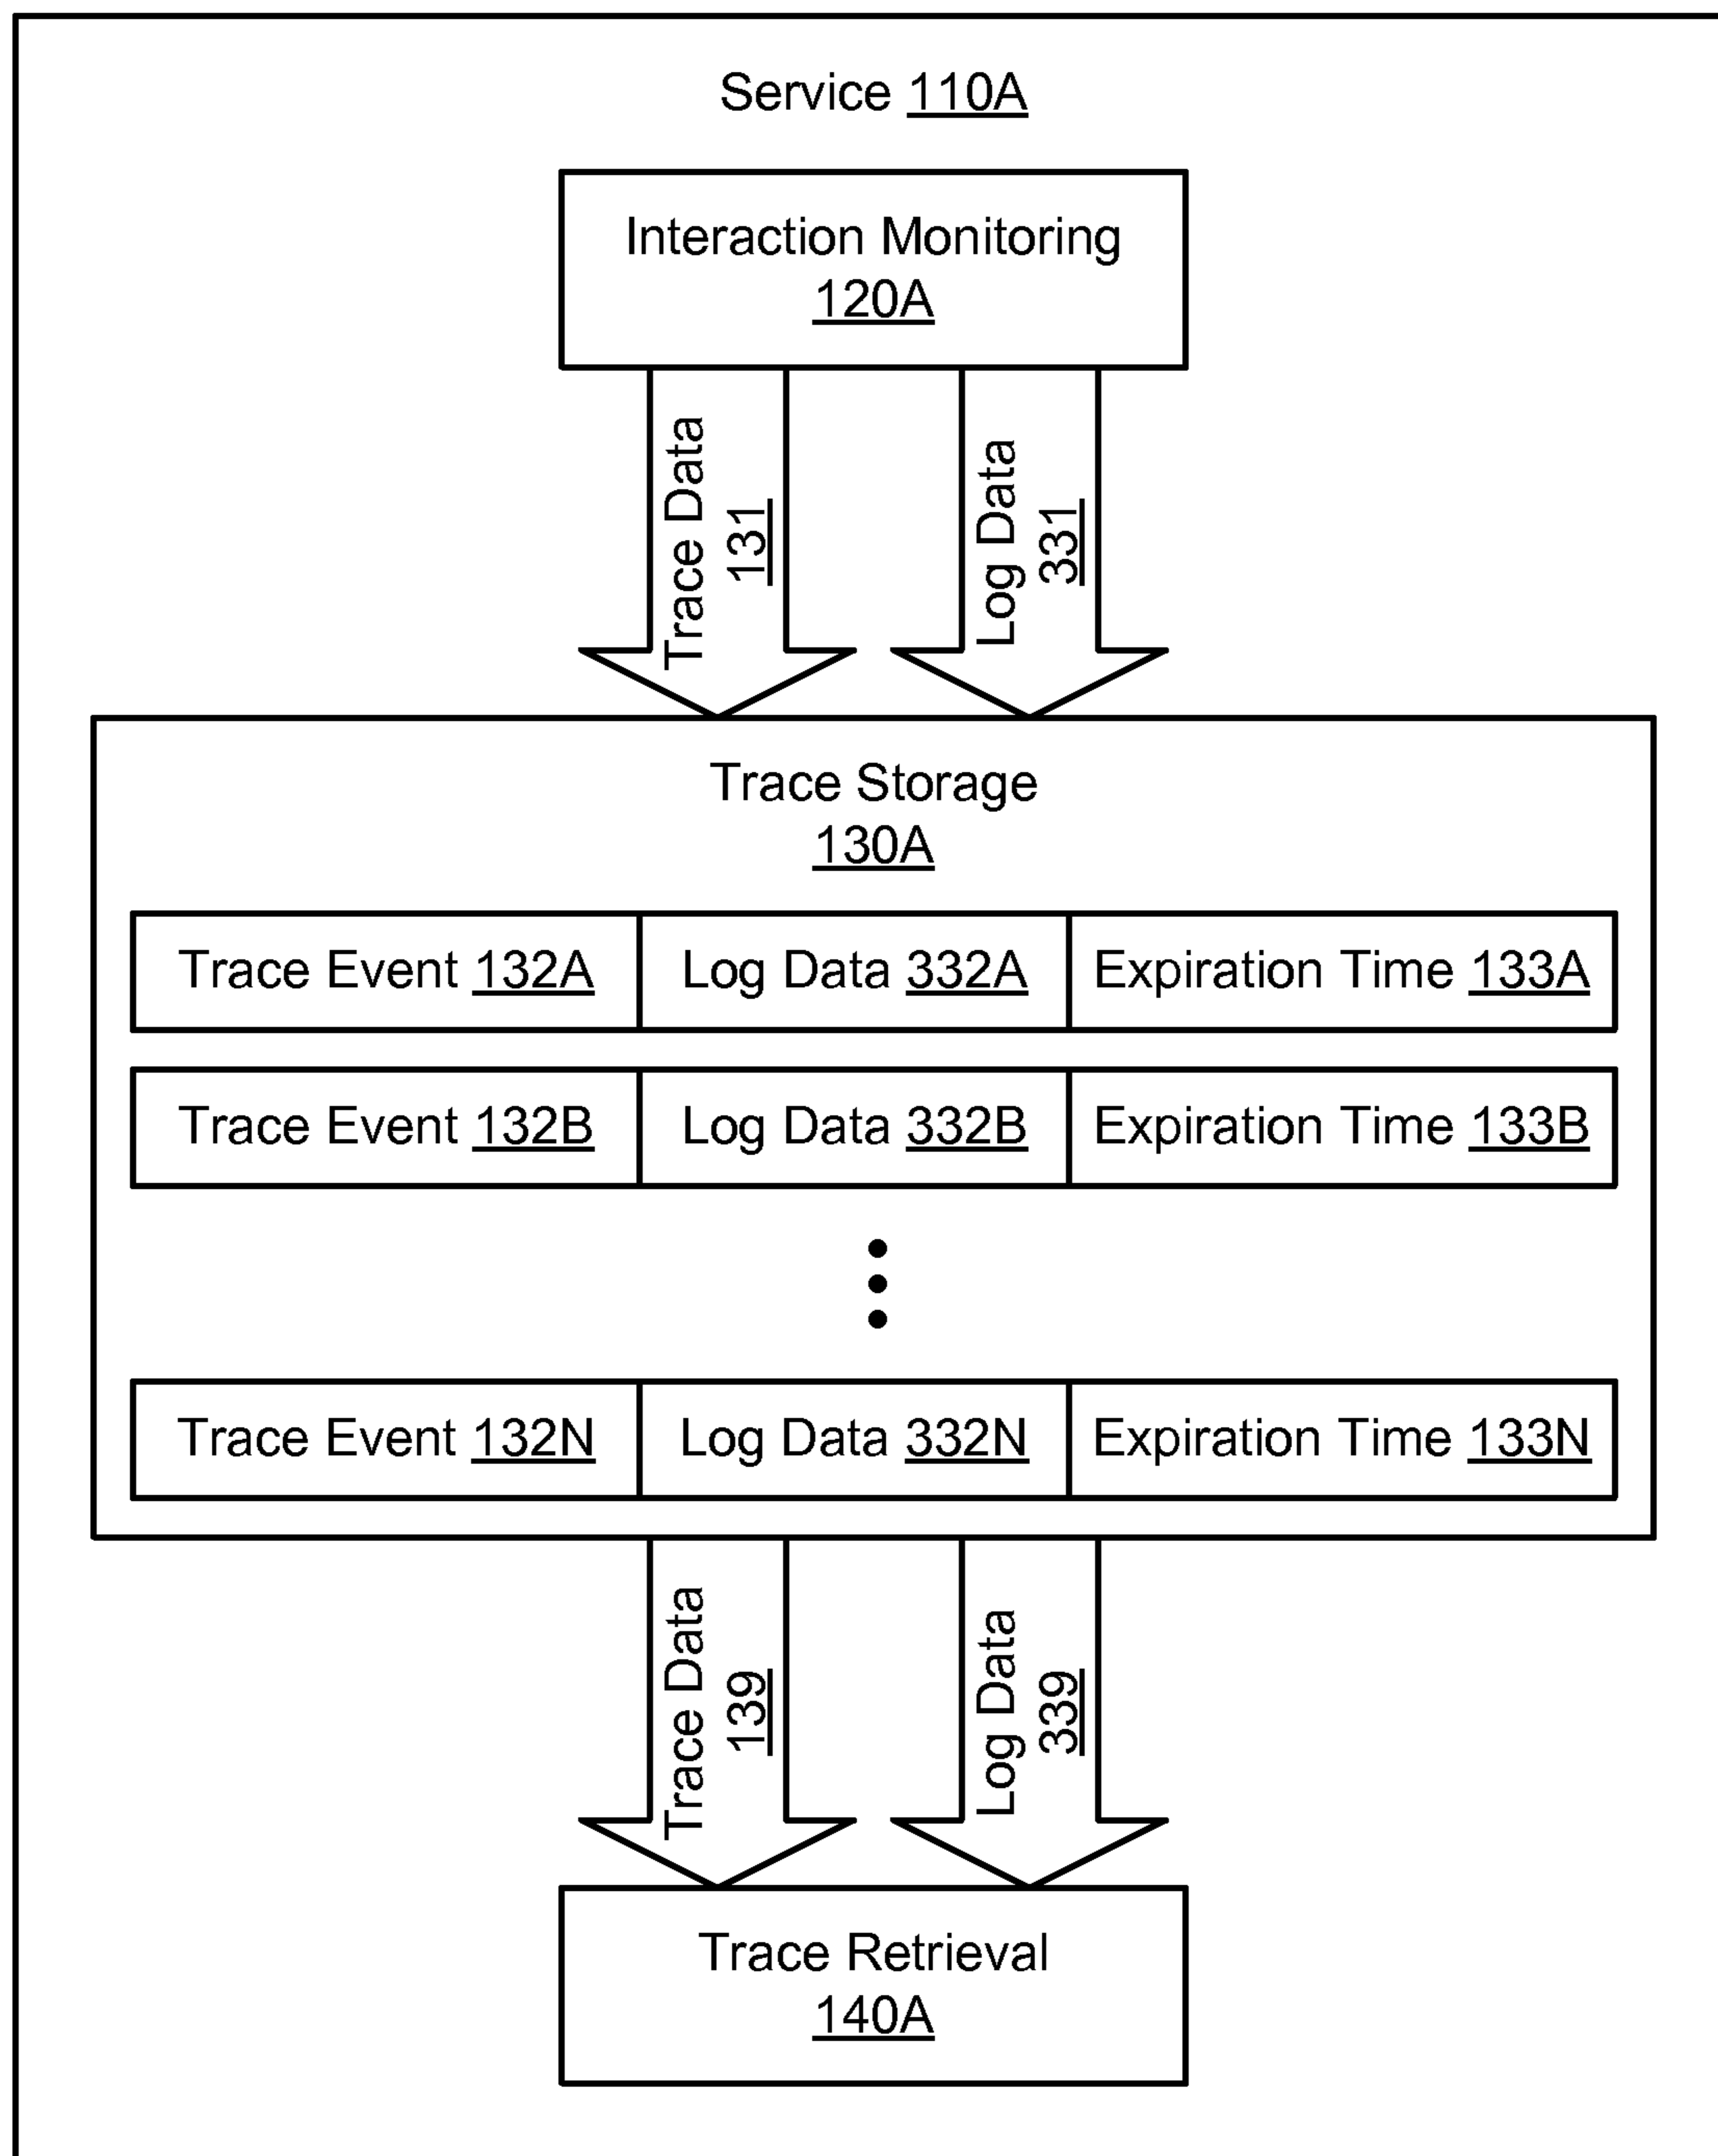 Service 110A
Interaction Monitoring
120A
Trace Data
131
Log Data
331
Trace Storage
130A
Trace Event 132A Log Data 332A Expiration Time 133A
Trace Event 132B Log Data 332B Expiration Time 133B
Trace Event 132N Log Data 332N Expiration Time 133N
Trace Data
139
Log Data
339
Trace Retrieval
140A